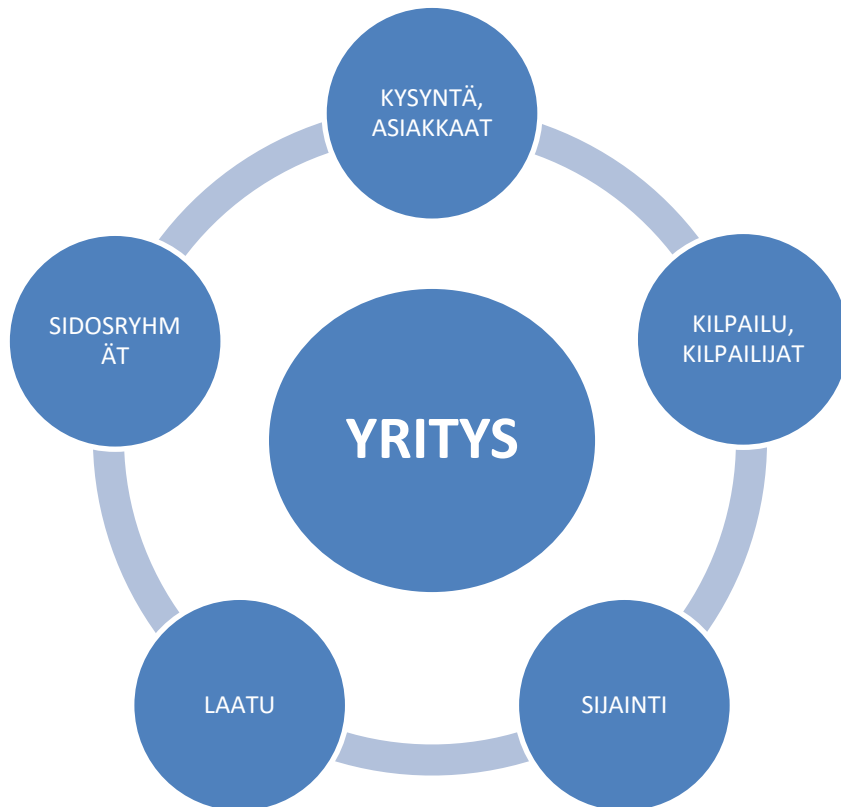 KYSYNTÄ,
ASIAKKAAT
KILPAILU,
KILPAILIJAT
SIJAINTI
LAATU
SIDOSRYHM
ÄT
YRITYS